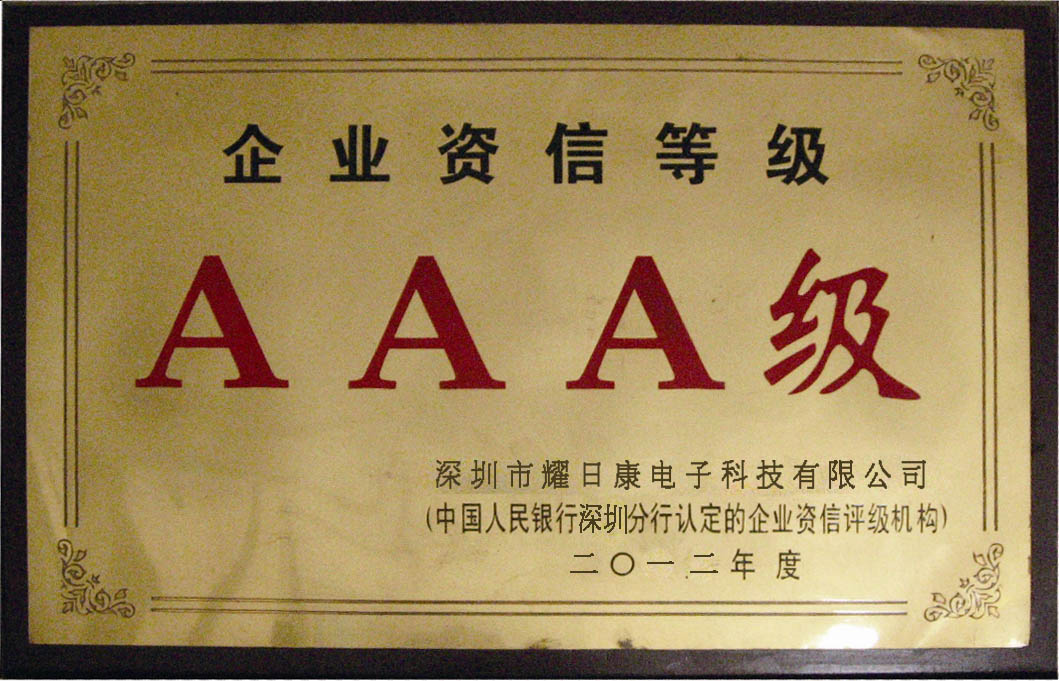 企业资信等级
AAA级
深圳市耀日康电子科技有限公司
(中国人民银行深圳分行认定的企业资信评级机构)
二〇一二年度